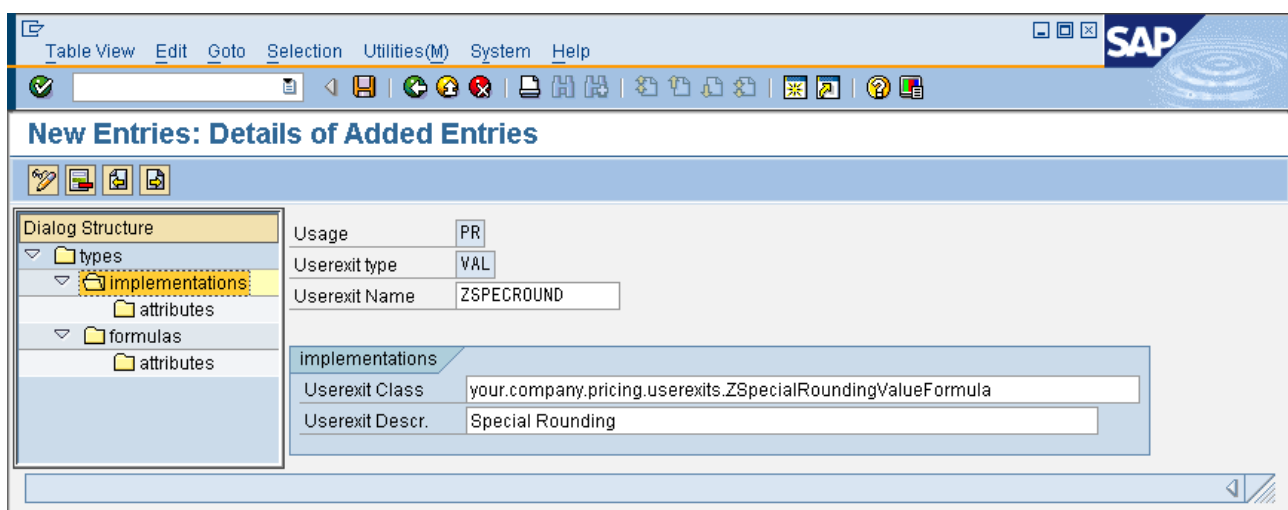 Table View Edit Goto Selection Utilities(M) System Help
SAP
New Entries: Details of Added Entries
Dialog Structure
types
implementations
attributes
formulas
attributes
Usage PR
Userexit type VAL
Userexit Name ZSPECROUND
implementations
Userexit Class your.company.pricing.userexits.ZSpecialRoundingValueFormula
Userexit Descr. Special Rounding